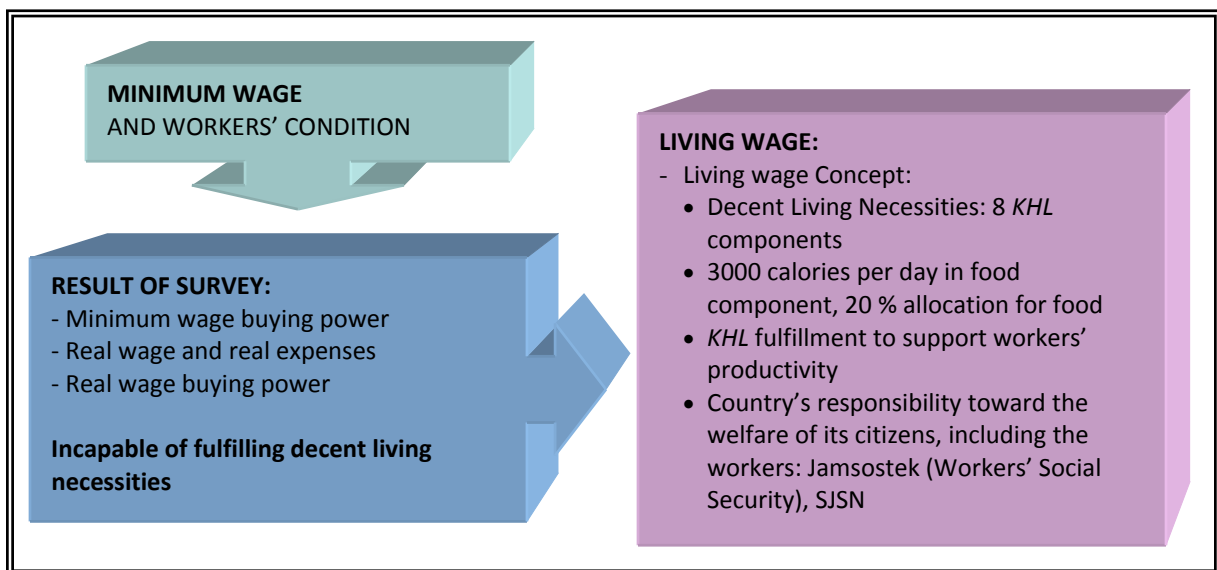 MINIMUM WAGE
AND WORKERS’ CONDITION
RESULT OF SURVEY:
- Minimum wage buying power
- Real wage and real expenses
- Real wage buying power
Incapable of fulfilling decent living
necessities
LIVING WAGE:
- Living wage Concept:
• Decent Living Necessities: 8 KHL
components
• 3000 calories per day in food
component, 20 % allocation for food
• KHL fulfillment to support workers’
productivity
• Country’s responsibility toward the
welfare of its citizens, including the
workers: Jamsostek (Workers’ Social
Security), SJSN